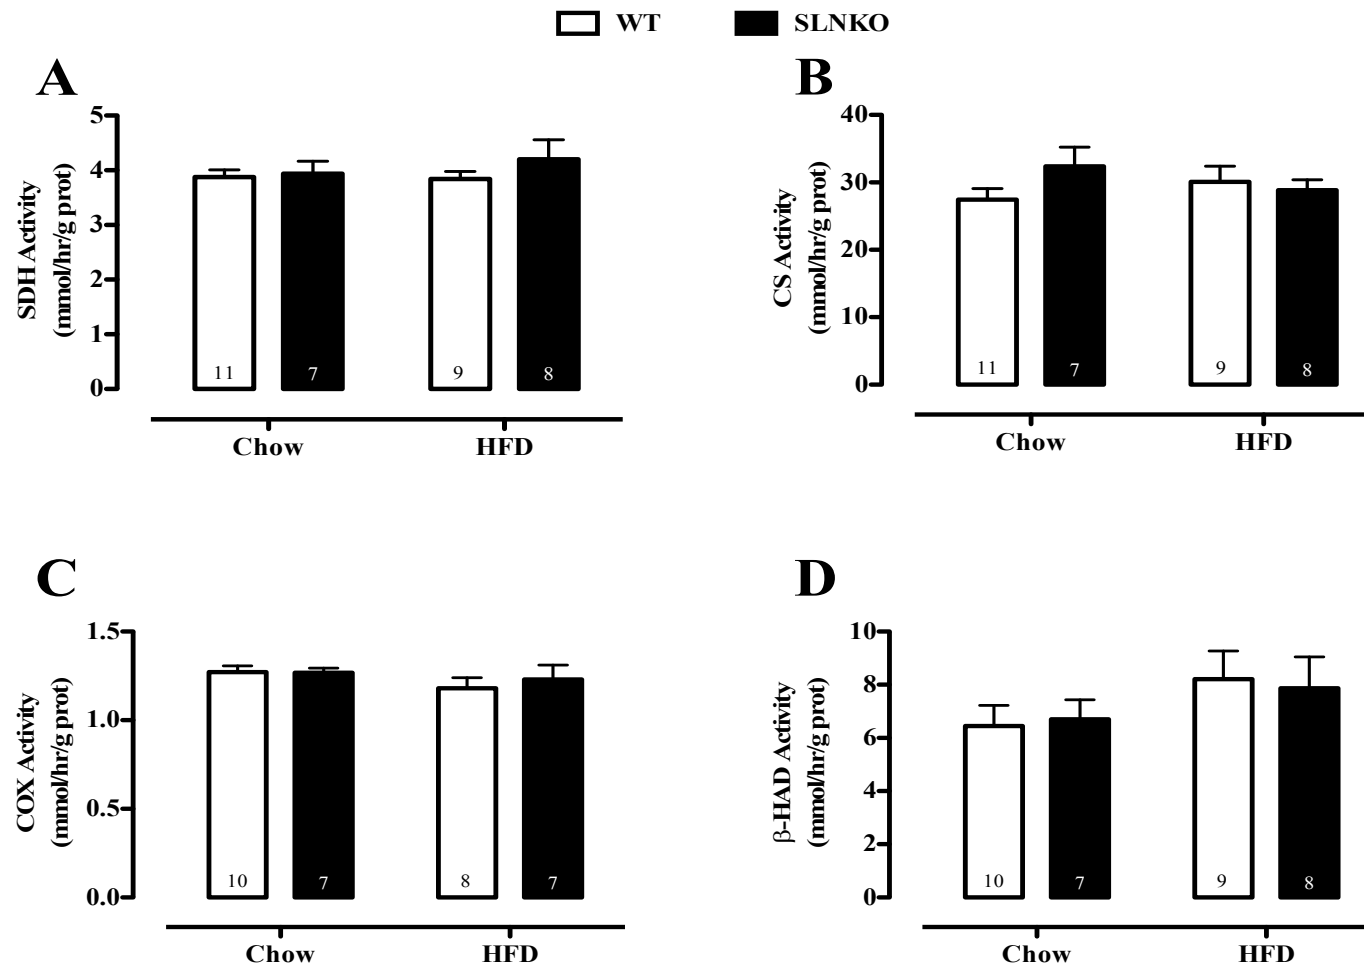 WT SLNKO
A
SDH Activity
(mmol/hr/g prot)
5
4
3
2
1
0
11 7 9 8
Chow HFD
B
CS Activity
(mmol/hr/g prot)
40
30
20
10
0
11 7 9 8
Chow HFD
C
COX Activity
(mmol/hr/g prot)
1.5
1.0
0.5
0.0
10 7 8 7
Chow HFD
D
β-HAD Activity
(mmol/hr/g prot)
10
8
6
4
2
0
10 7 9 8
Chow HFD